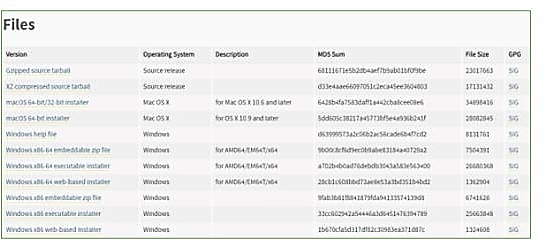 Files
Version Operating System Description MD5 Sum File Size GPG
Gzipped source tarball Source release 68111671e5b2db4aef7b9ab01bf0f9be 23017663 SIG
XZ compressed source tarball Source release d33e4aae66097051c2eca45ee3604803 17131432 SIG
macOS 64-bit/32-bit installer Mac OS X for Mac OS X 10.6 and later 6428b4fa7583daff1a442cba8cee08e6 34898416 SIG
macOS 64-bit installer Mac OS X for OS X 10.9 and later 5dd605c38217a45773bf5e4a936b241f 28082845 SIG
Windows help file Windows d63999573a2c06b2ac56cade6b4f7cd2 8131761 SIG
Windows x86-64 embeddable zip file Windows for AMD64/EM64T/x64 9b00c8cf6d9ec0b9abe83184a40729a2 7504391 SIG
Windows x86-64 executable installer Windows for AMD64/EM64T/x64 a702b4b0ad76debdb3043a583e563400 26680368 SIG
Windows x86-64 web-based installer Windows for AMD64/EM64T/x64 28cb1c608bbd73ae8e53a3bd351b4bd2 1362904 SIG
Windows x86 embeddable zip file Windows 9fab3b81f8841879fda94133574139d8 6741626 SIG
Windows x86 executable installer Windows 33cc602942a54446a3d6451476394789 25663848 SIG
Windows x86 web-based installer Windows 1b670cfa5d317df82c30983ea371d87c 1324608 SIG